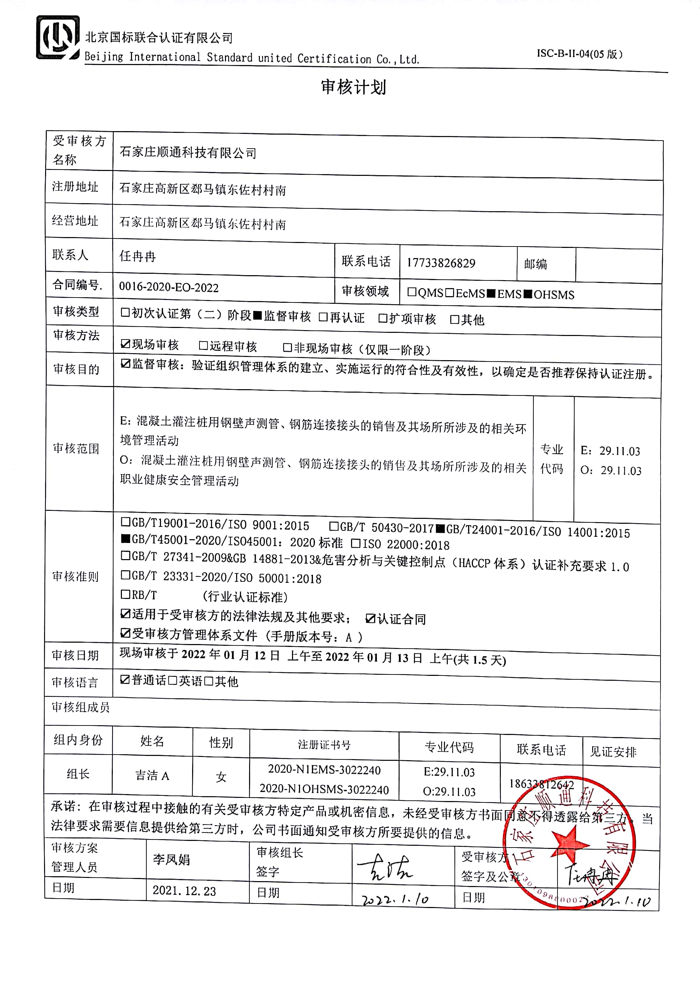 北京国标联合认证有限公司
Beijing International Standard united Certification Co.,Ltd.
ISC-B-II-04(05 版)
审核计划
受审核方
名称
石家庄顺通科技有限公司
注册地址
石家庄高新区郄马镇东佐村村南
经营地址
石家庄高新区郄马镇东佐村村南
联系人
任冉冉
联系电话
17733826829
邮编
合同编号.
0016-2020-EO-2022
审核领域
□QMS□EcMS■EMS■OHSMS
审核类型
□初次认证第（二）阶段■监督审核 □再认证 □扩项审核 □其他
审核方法
☑现场审核 □远程审核 □非现场审核（仅限一阶段）
审核目的
☑监督审核：验证组织管理体系的建立、实施运行的符合性及有效性，以确定是否推荐保持认证注册。
审核范围
E：混凝土灌注桩用钢壁声测管、钢筋连接接头的销售及其场所所涉及的相关环
境管理活动
O：混凝土灌注桩用钢壁声测管、钢筋连接接头的销售及其场所所涉及的相关
职业健康安全管理活动
专业
代码
E：29.11.03
O：29.11.03
审核准则
□GB/T19001-2016/ISO 9001:2015 □GB/T 50430-2017■GB/T24001-2016/ISO 14001:2015
■GB/T45001-2020/ISO45001：2020 标准 □ISO 22000:2018
□GB/T 27341-2009&GB 14881-2013&危害分析与关键控制点（HACCP 体系）认证补充要求 1.0
□GB/T 23331-2020/ISO 50001:2018
□RB/T （行业认证标准）
☑适用于受审核方的法律法规及其他要求； ☑认证合同
☑受审核方管理体系文件（手册版本号：A ）
审核日期
现场审核于 2022 年 01 月 12 日 上午至 2022 年 01 月 13 日 上午(共 1.5 天)
审核语言
☑普通话□英语□其他
审核组成员
组内身份 姓名 性别 注册证书号 专业代码 联系电话 见证安排
组长 吉洁 A 女
2020-N1EMS-3022240
2020-N1OHSMS-3022240
E:29.11.03
O:29.11.03
18633812642
承诺：在审核过程中接触的有关受审核方特定产品或机密信息，未经受审核方书面同意不得透露给第三方。当
法律要求需要信息提供给第三方时，公司书面通知受审核方所要提供的信息。
审核方案
管理人员
李凤娟
审核组长
签字
吉洁
受审核方
签字及公章
任冉冉
日期
2021.12.23
日期
2022.1.10
日期
2022.1.10
石家庄顺通科技有限公司